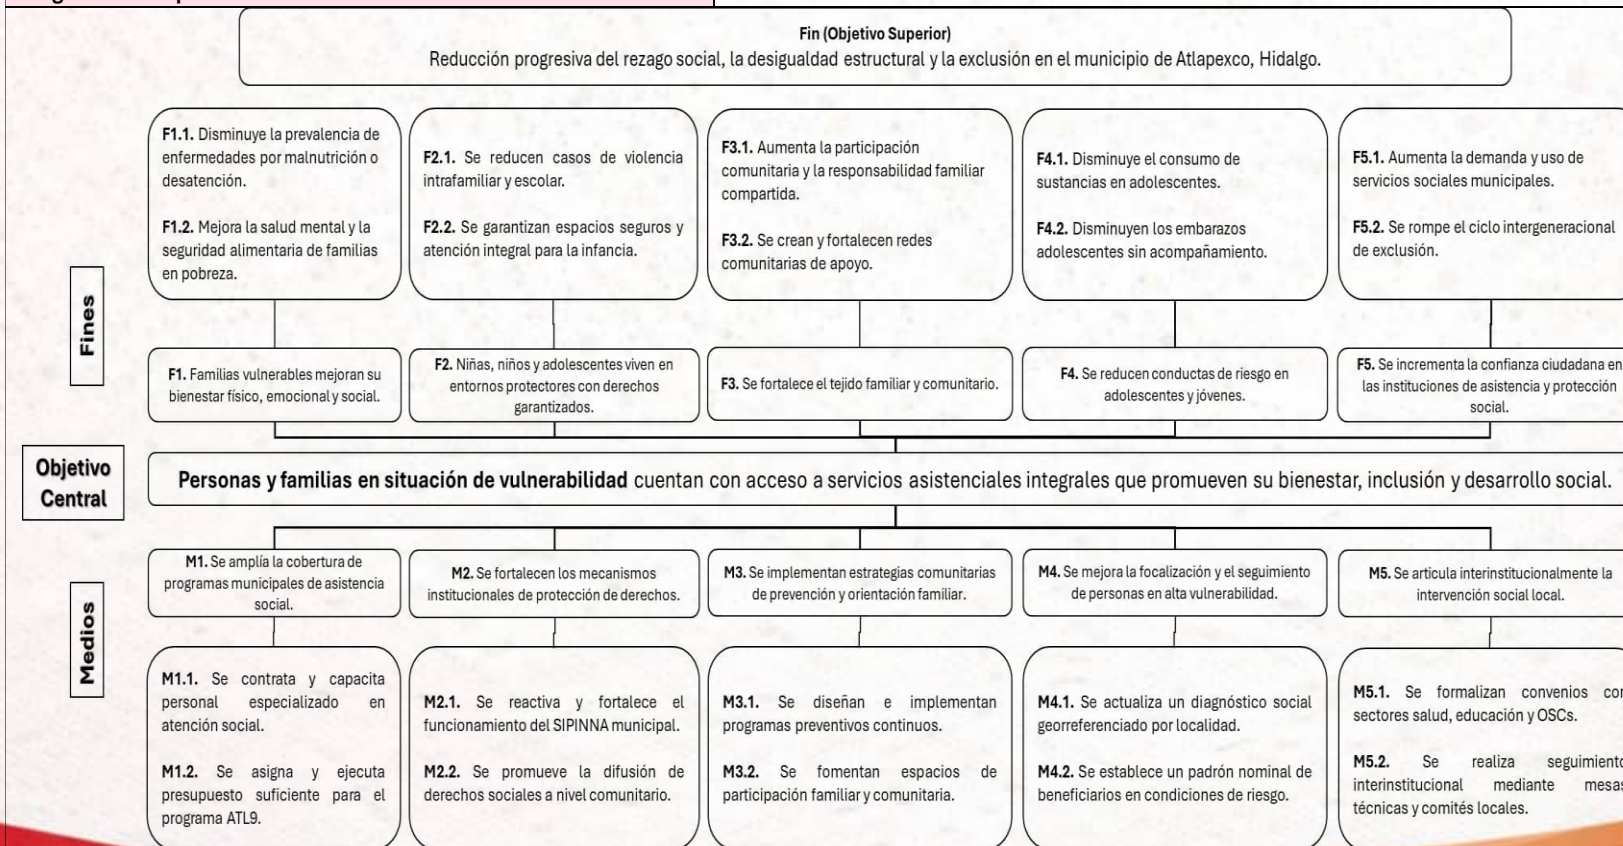 Fin (Objetivo Superior)
Reducción progresiva del rezago social, la desigualdad estructural y la exclusión en el municipio de Atlapexco, Hidalgo.
F1.1. Disminuye la prevalencia de
enfermedades por malnutrición o
desatención.
F1.2. Mejora la salud mental y la
seguridad alimentaria de familias
en pobreza.
F2.1. Se reducen casos de violencia
intrafamiliar y escolar.
F2.2. Se garantizan espacios seguros y
atención integral para la infancia.
F3.1. Aumenta la participación
comunitaria y la responsabilidad familiar
compartida.
F3.2. Se crean y fortalecen redes
comunitarias de apoyo.
F4.1. Disminuye el consumo de
sustancias en adolescentes.
F4.2. Disminuyen los embarazos
adolescentes sin acompañamiento.
F5.1. Aumenta la demanda y uso de
servicios sociales municipales.
F5.2. Se rompe el ciclo intergeneracional
de exclusión.
Fines
F1. Familias vulnerables mejoran su
bienestar físico, emocional y social.
F2. Niñas, niños y adolescentes viven en
entornos protectores con derechos
garantizados.
F3. Se fortalece el tejido familiar y comunitario.
F4. Se reducen conductas de riesgo en
adolescentes y jóvenes.
F5. Se incrementa la confianza ciudadana en
las instituciones de asistencia y protección
social.
Objetivo
Central
Personas y familias en situación de vulnerabilidad cuentan con acceso a servicios asistenciales integrales que promueven su bienestar, inclusión y desarrollo social.
M1. Se amplía la cobertura de
programas municipales de asistencia
social.
M2. Se fortalecen los mecanismos
institucionales de protección de derechos.
M3. Se implementan estrategias comunitarias
de prevención y orientación familiar.
M4. Se mejora la focalización y el seguimiento
de personas en alta vulnerabilidad.
M5. Se articula interinstitucionalmente la
intervención social local.
Medios
M1.1. Se contrata y capacita
personal especializado en
atención social.
M1.2. Se asigna y ejecuta
presupuesto suficiente para el
programa ATL9.
M2.1. Se reactiva y fortalece el
funcionamiento del SIPINNA municipal.
M2.2. Se promueve la difusión de
derechos sociales a nivel comunitario.
M3.1. Se diseñan e implementan
programas preventivos continuos.
M3.2. Se fomentan espacios de
participación familiar y comunitaria.
M4.1. Se actualiza un diagnóstico social
georreferenciado por localidad.
M4.2. Se establece un padrón nominal de
beneficiarios en condiciones de riesgo.
M5.1. Se formalizan convenios con
sectores salud, educación y OSCs.
M5.2. Se realiza seguimiento
interinstitucional mediante mesas
técnicas y comités locales.